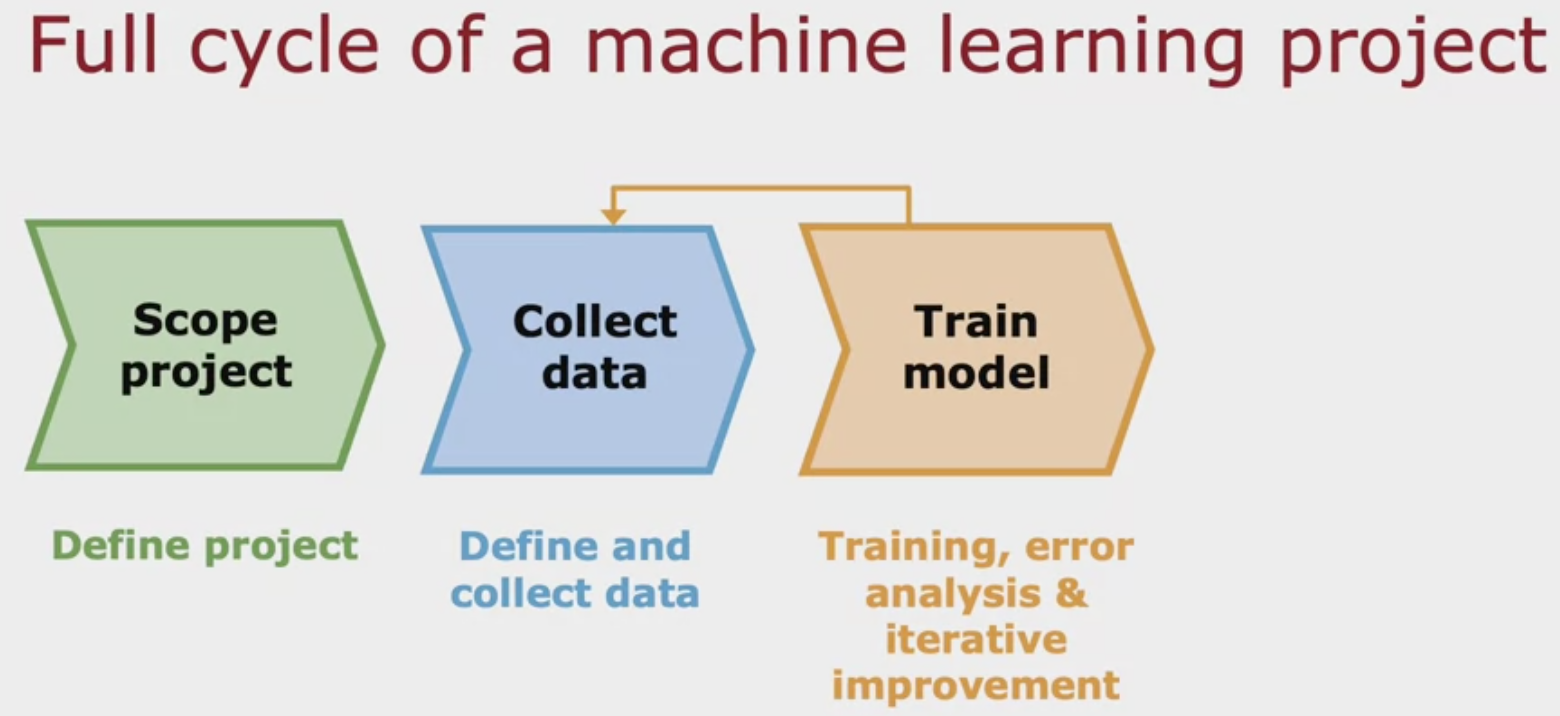 Full cycle of a machine learning project
Scope
project
Collect
data
Train
model
Define project
Define and
collect data
Training, error
analysis &
iterative
improvement